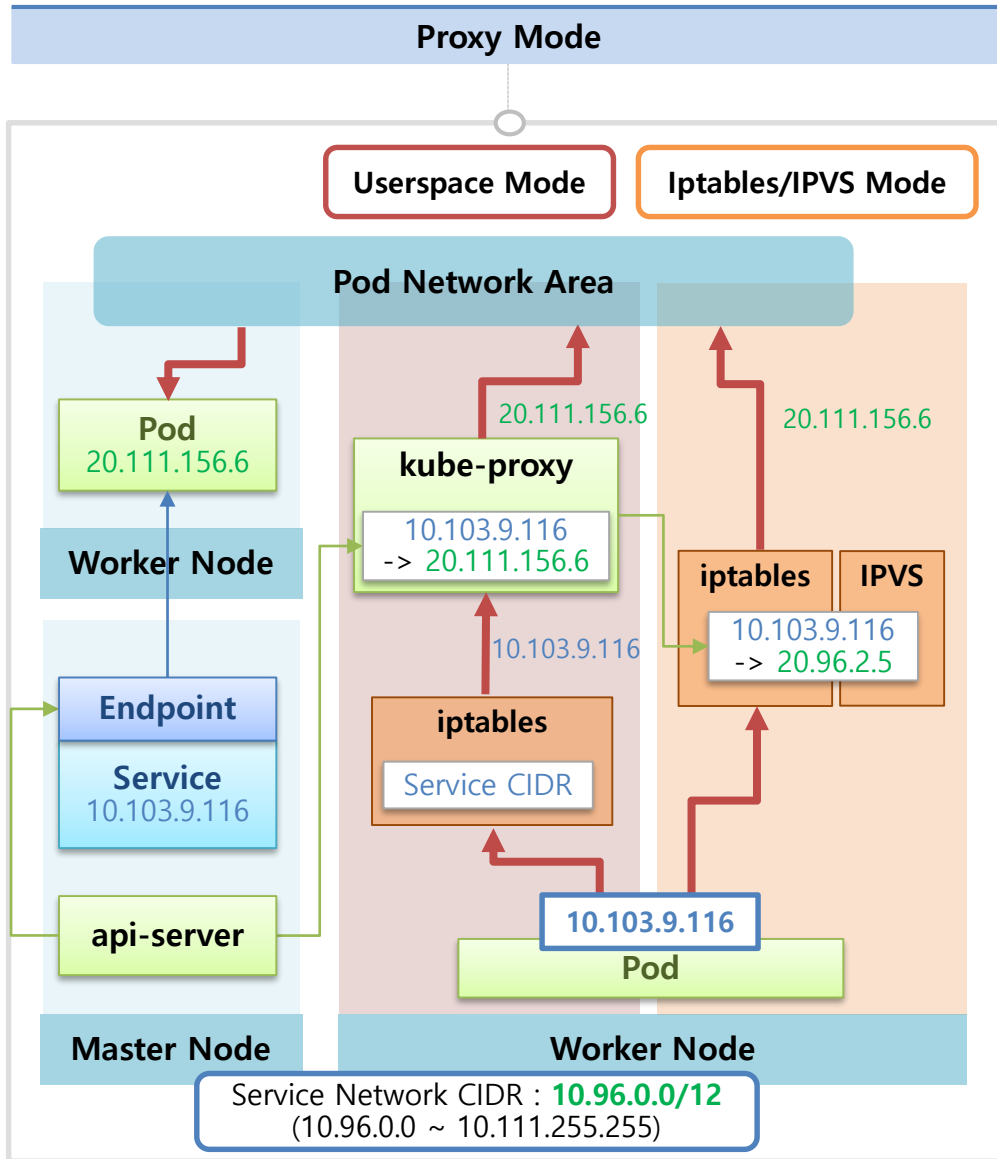 Proxy Mode
Userspace Mode
Iptables/IPVS Mode
Pod Network Area
Pod
20.111.156.6
Worker Node
Endpoint
Service
10.103.9.116
api-server
Master Node
20.111.156.6
kube-proxy
10.103.9.116
-> 20.111.156.6
10.103.9.116
iptables
Service CIDR
20.111.156.6
iptables
IPVS
10.103.9.116
-> 20.96.2.5
10.103.9.116
Pod
Worker Node
Service Network CIDR : 10.96.0.0/12
(10.96.0.0 ~ 10.111.255.255)